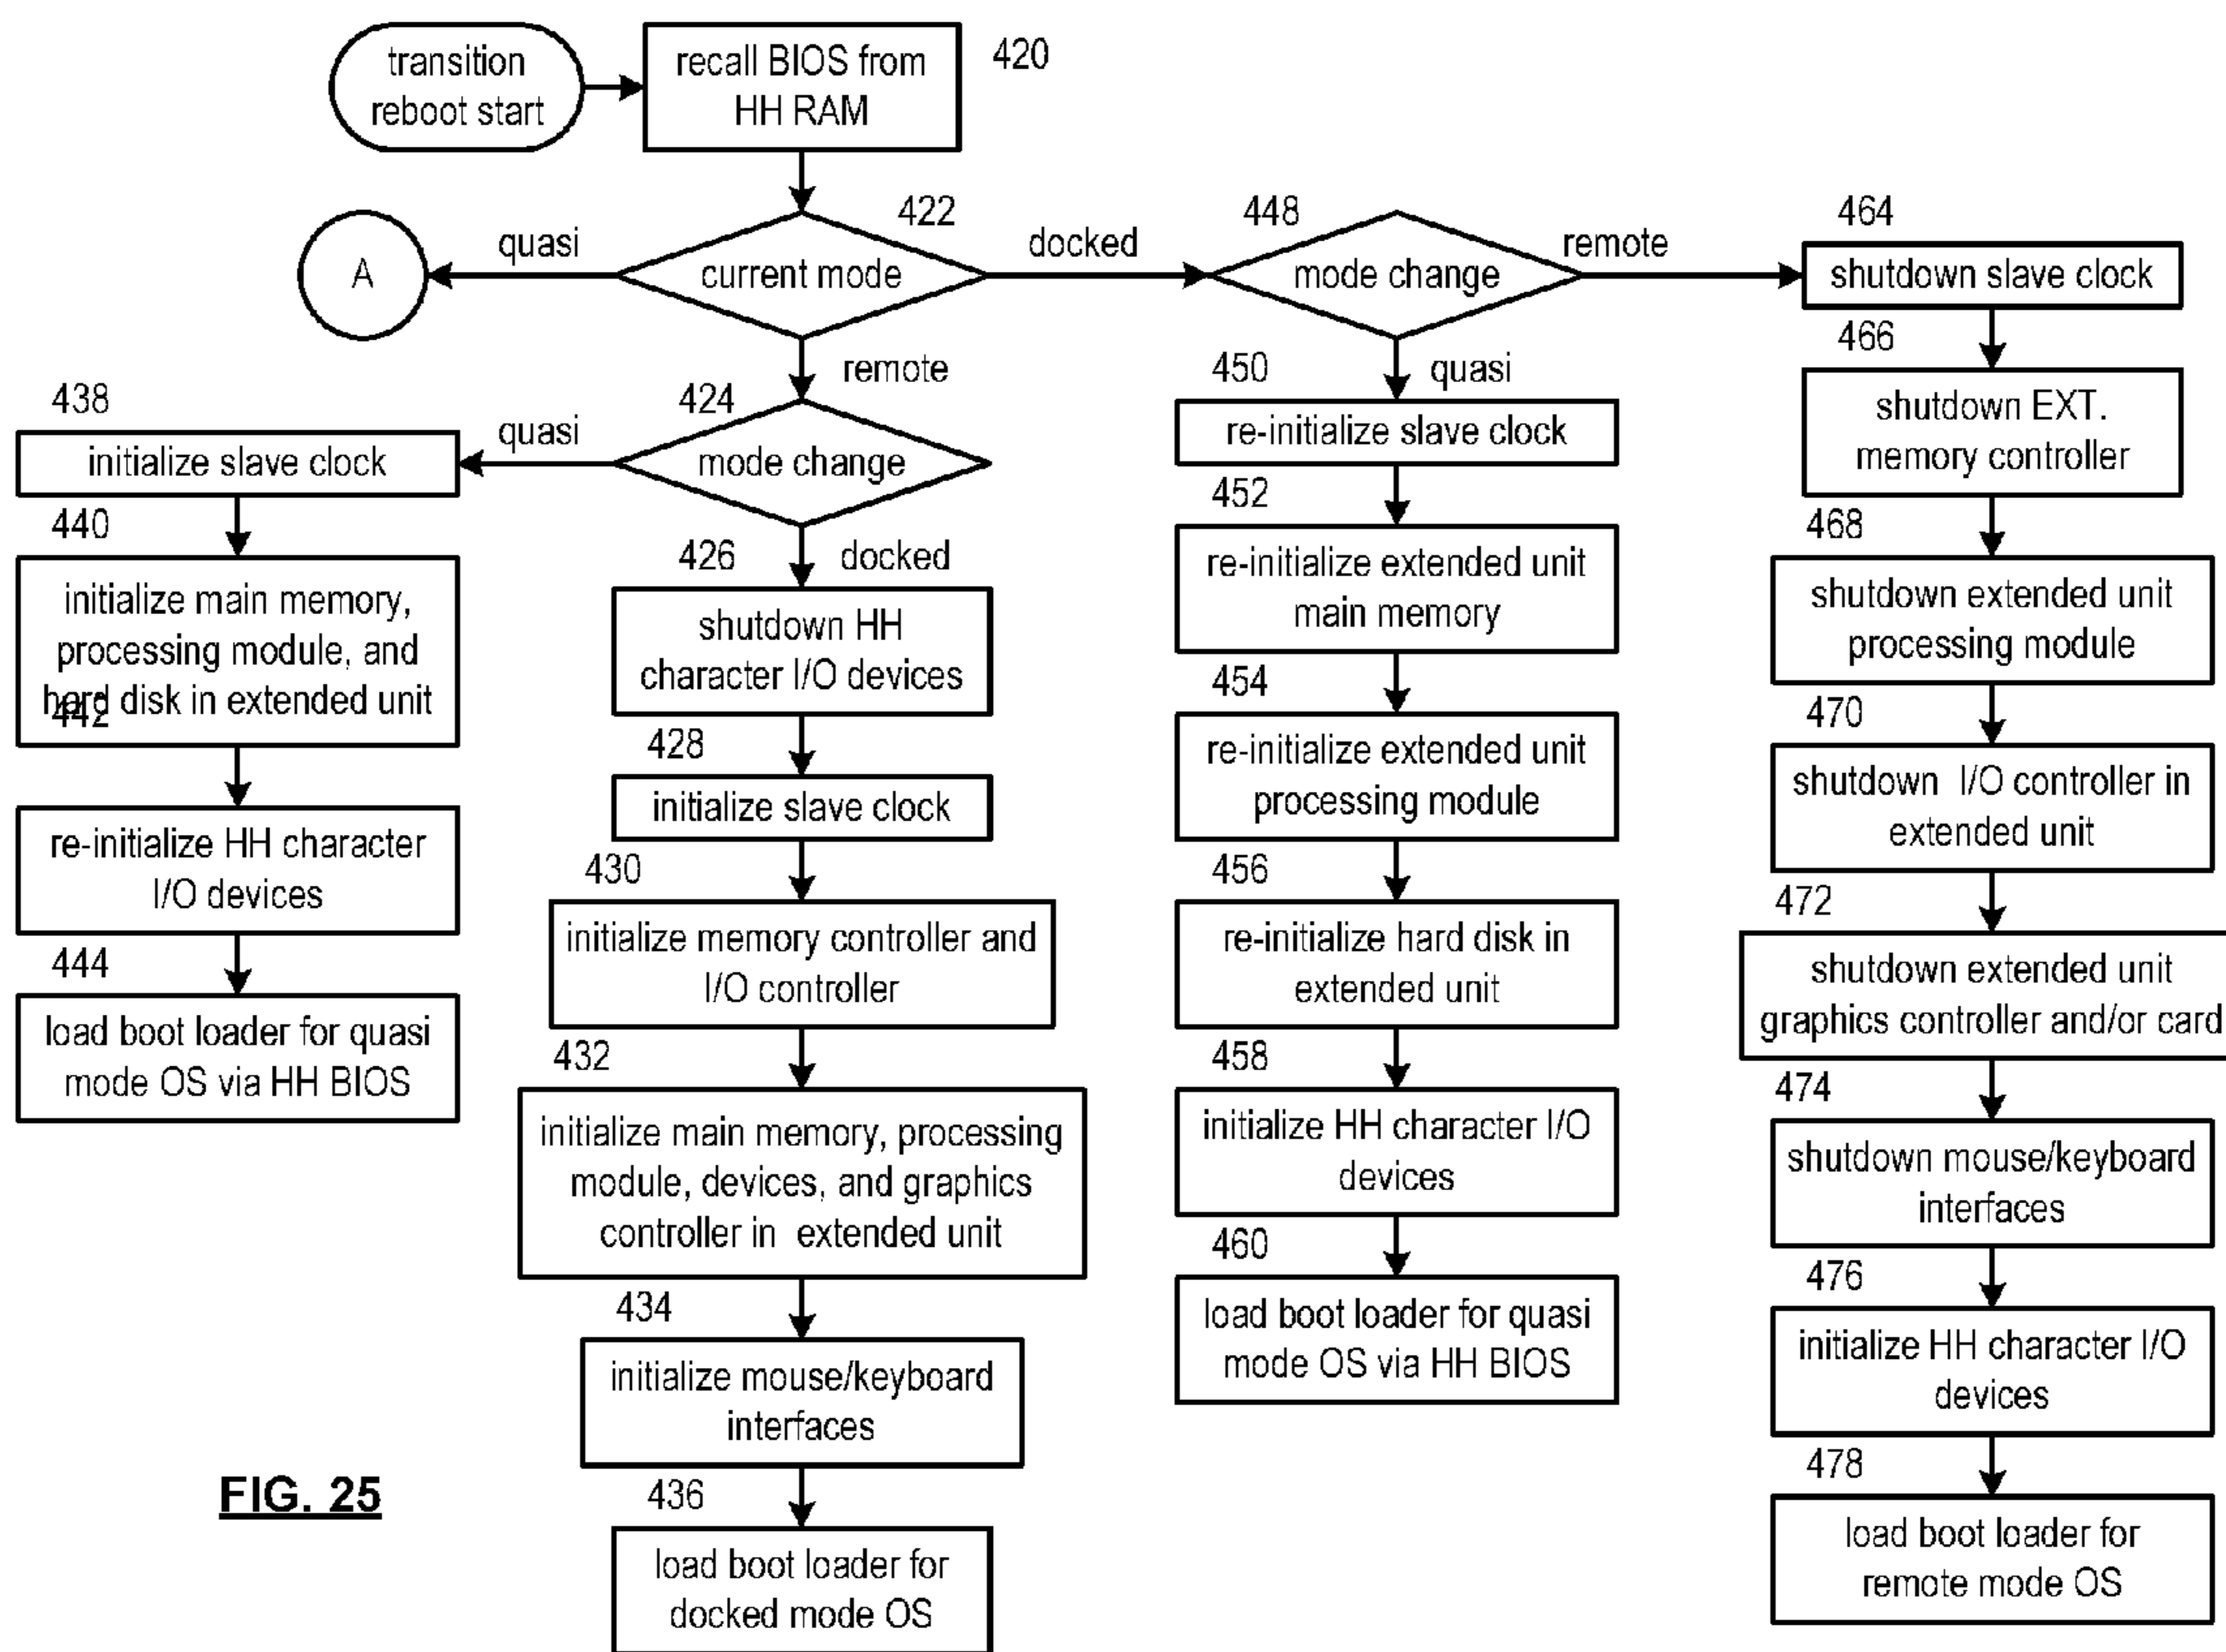 transition
reboot start
recall BIOS from
HH RAM
420
A
quasi
422
current mode
docked
448
mode change
remote
464
shutdown slave clock
466
shutdown EXT.
memory controller
468
shutdown extended unit
processing module
470
shutdown I/O controller in
extended unit
472
shutdown extended unit
graphics controller and/or card
474
shutdown mouse/keyboard
interfaces
476
initialize HH character I/O
devices
478
load boot loader for
remote mode OS
450
quasi
re-initialize slave clock
452
re-initialize extended unit
main memory
454
re-initialize extended unit
processing module
456
re-initialize hard disk in
extended unit
458
initialize HH character I/O
devices
460
load boot loader for quasi
mode OS via HH BIOS
remote
424
mode change
quasi
438
initialize slave clock
440
initialize main memory,
processing module, and
hard disk in extended unit
442
re-initialize HH character
I/O devices
444
load boot loader for quasi
mode OS via HH BIOS
426
docked
shutdown HH
character I/O devices
428
initialize slave clock
430
initialize memory controller and
I/O controller
432
initialize main memory, processing
module, devices, and graphics
controller in extended unit
434
initialize mouse/keyboard
interfaces
436
load boot loader for
docked mode OS
FIG. 25